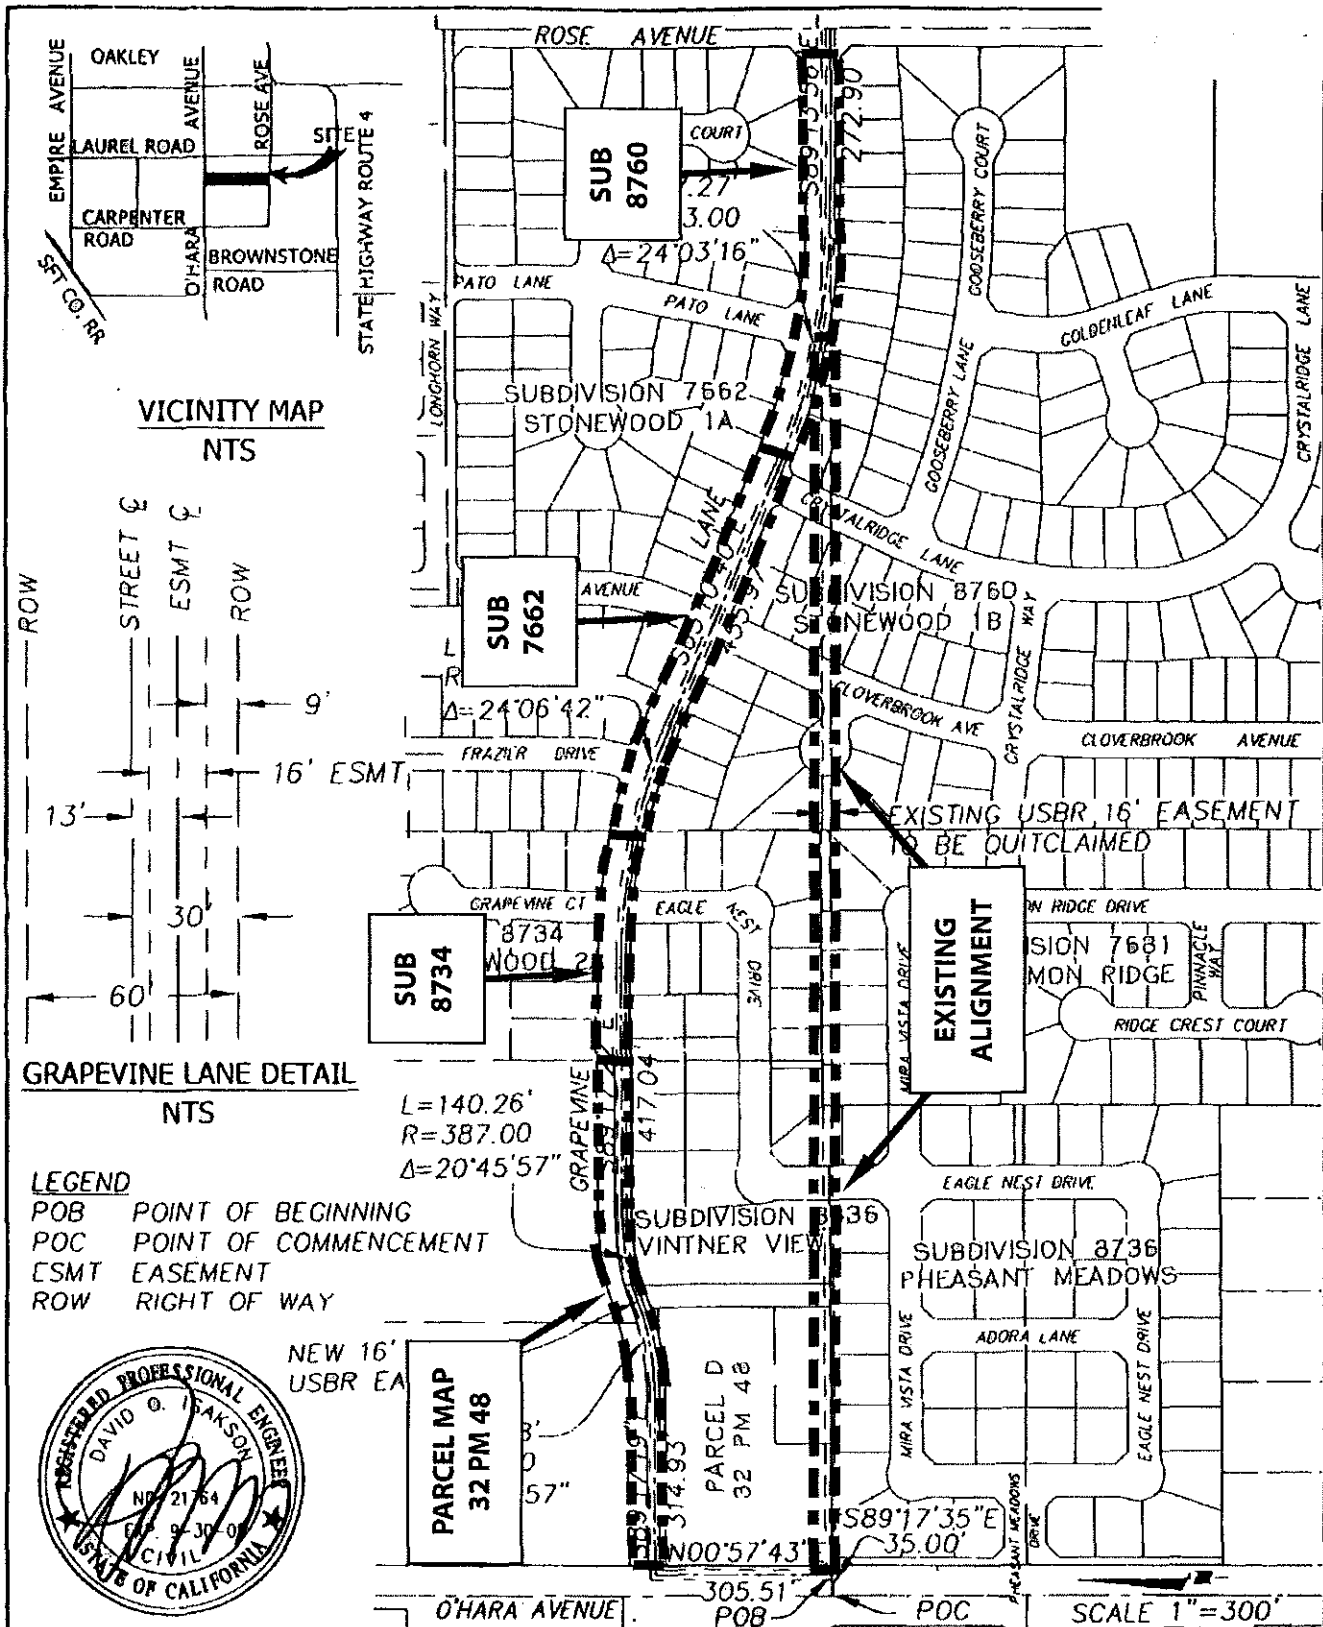 OAKLEY
EMPIRE AVENUE
AVENUE
O'HARA
ROSE AVE
SITE
LAUREL ROAD
CARPENTER
ROAD
BROWNSTONE
ROAD
SFT CO. RR
STATE HIGHWAY ROUTE 4
VICINITY MAP
NTS
ROW
STREET ℄
ESMT ℄
ROW
9'
16' ESMT
13'
30'
60'
GRAPEVINE LANE DETAIL
NTS
LEGEND
POB POINT OF BEGINNING
POC POINT OF COMMENCEMENT
ESMT EASEMENT
ROW RIGHT OF WAY
REGISTERED PROFESSIONAL ENGINEER
DAVID O. ISAKSON
CIVIL
STATE OF CALIFORNIA
ROSE AVENUE
COURT
SUB
8760
.27'
3.00
Δ=24°03'16"
272.90
PATO LANE
PATO LANE
LONGHORN WAY
SUBDIVISION 7662
STONEWOOD 1A
GOOSEBERRY COURT
GOOSEBERRY LANE
GOLDENLEAF LANE
CRYSTALRIDGE LANE
CRYSTALRIDGE LANE
LANE
AVENUE
SUB
7662
L
R
Δ=24°06'42"
SUBDIVISION 8760
STONEWOOD 1B
CRYSTALRIDGE WAY
CLOVERBROOK AVE
CLOVERBROOK AVENUE
FRAZIER DRIVE
EXISTING USBR 16' EASEMENT
TO BE QUITCLAIMED
GRAPEVINE CT
EAGLE NEST
DRIVE
8734
WOOD 2
SUB
8734
MIRA VISTA DRIVE
EXISTING
ALIGNMENT
ON RIDGE DRIVE
SION 7681
MON RIDGE
PINNACLE
WAY
RIDGE CREST COURT
GRAPEVINE
417.04
L=140.26'
R=387.00
Δ=20°45'57"
SUBDIVISION 8436
VINTNER VIEW
EAGLE NEST DRIVE
SUBDIVISION 8736
PHEASANT MEADOWS
ADORA LANE
MIRA VISTA DRIVE
EAGLE NEST DRIVE
NEW 16'
USBR EA
PARCEL MAP
32 PM 48
57"
314.93
PARCEL D
32 PM 48
S89°17'35"E
35.00'
N00°57'43"
305.51'
PHEASANT MEADOWS
DRIVE
O'HARA AVENUE
POB
POC
SCALE 1"=300'